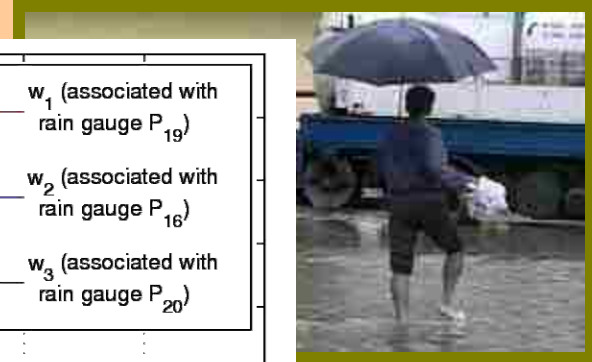 w₁ (associated with
rain gauge P₁₉)
w₂ (associated with
rain gauge P₁₆)
w₃ (associated with
rain gauge P₂₀)